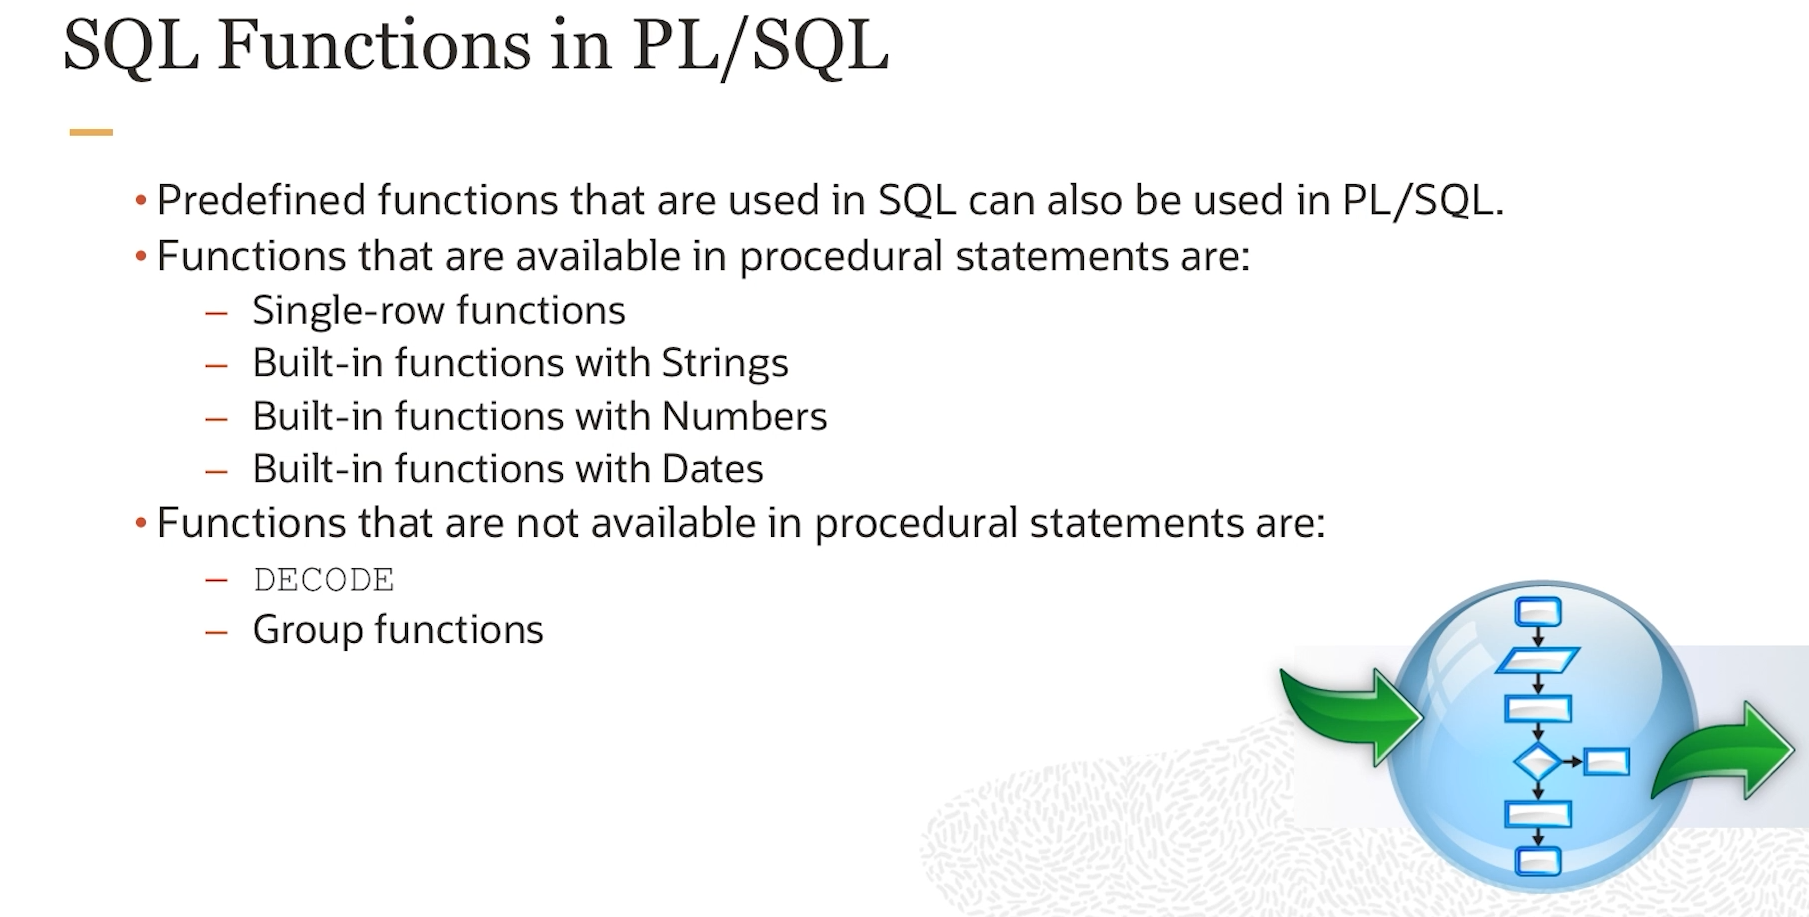 SQL Functions in PL/SQL
• Predefined functions that are used in SQL can also be used in PL/SQL.
• Functions that are available in procedural statements are:
– Single-row functions
– Built-in functions with Strings
– Built-in functions with Numbers
– Built-in functions with Dates
• Functions that are not available in procedural statements are:
– DECODE
– Group functions